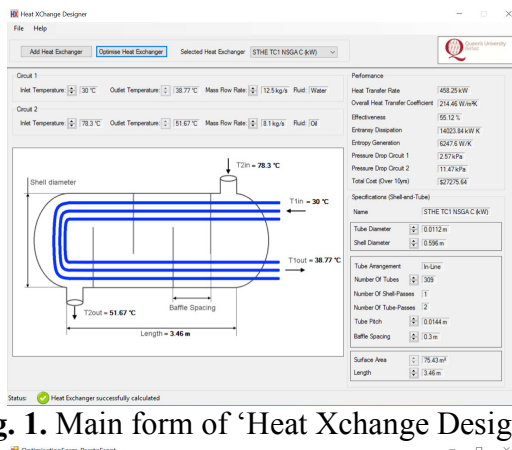 Heat XChange Designer
File Help
Add Heat Exchanger Optimise Heat Exchanger Selected Heat Exchanger STHE TC1 NSGA C (kW)
Queen's University
Belfast
Circuit 1
Inlet Temperature: 30 °C Outlet Temperature: 38.77 °C Mass Flow Rate: 12.5 kg/s Fluid: Water
Circuit 2
Inlet Temperature: 78.3 °C Outlet Temperature: 51.67 °C Mass Flow Rate: 8.1 kg/s Fluid: Oil
T2in = 78.3 °C
Shell diameter
T1in = 30 °C
T1out = 38.77 °C
T2out = 51.67 °C
Baffle Spacing
Length = 3.46 m
Performance
Heat Transfer Rate 458.25 kW
Overall Heat Transfer Coefficient 214.46 W/m²K
Effectiveness 55.12 %
Entransy Dissipation 14023.84 kW K
Entropy Generation 6247.6 W/K
Pressure Drop Circuit 1 2.57 kPa
Pressure Drop Circuit 2 11.47 kPa
Total Cost (Over 10yrs) $27275.64
Specifications (Shell-and-Tube)
Name STHE TC1 NSGA C (kW)
Tube Diameter 0.0112 m
Shell Diameter 0.596 m
Tube Arrangement In-Line
Number Of Tubes 309
Number Of Shell-Passes 1
Number Of Tube-Passes 2
Tube Pitch 0.0144 m
Baffle Spacing 0.3 m
Surface Area 75.43 m²
Length 3.46 m
Status: Heat Exchanger successfully calculated
g. 1. Main form of ‘Heat Xchange Desig
OptimisationForm_ParetoFront